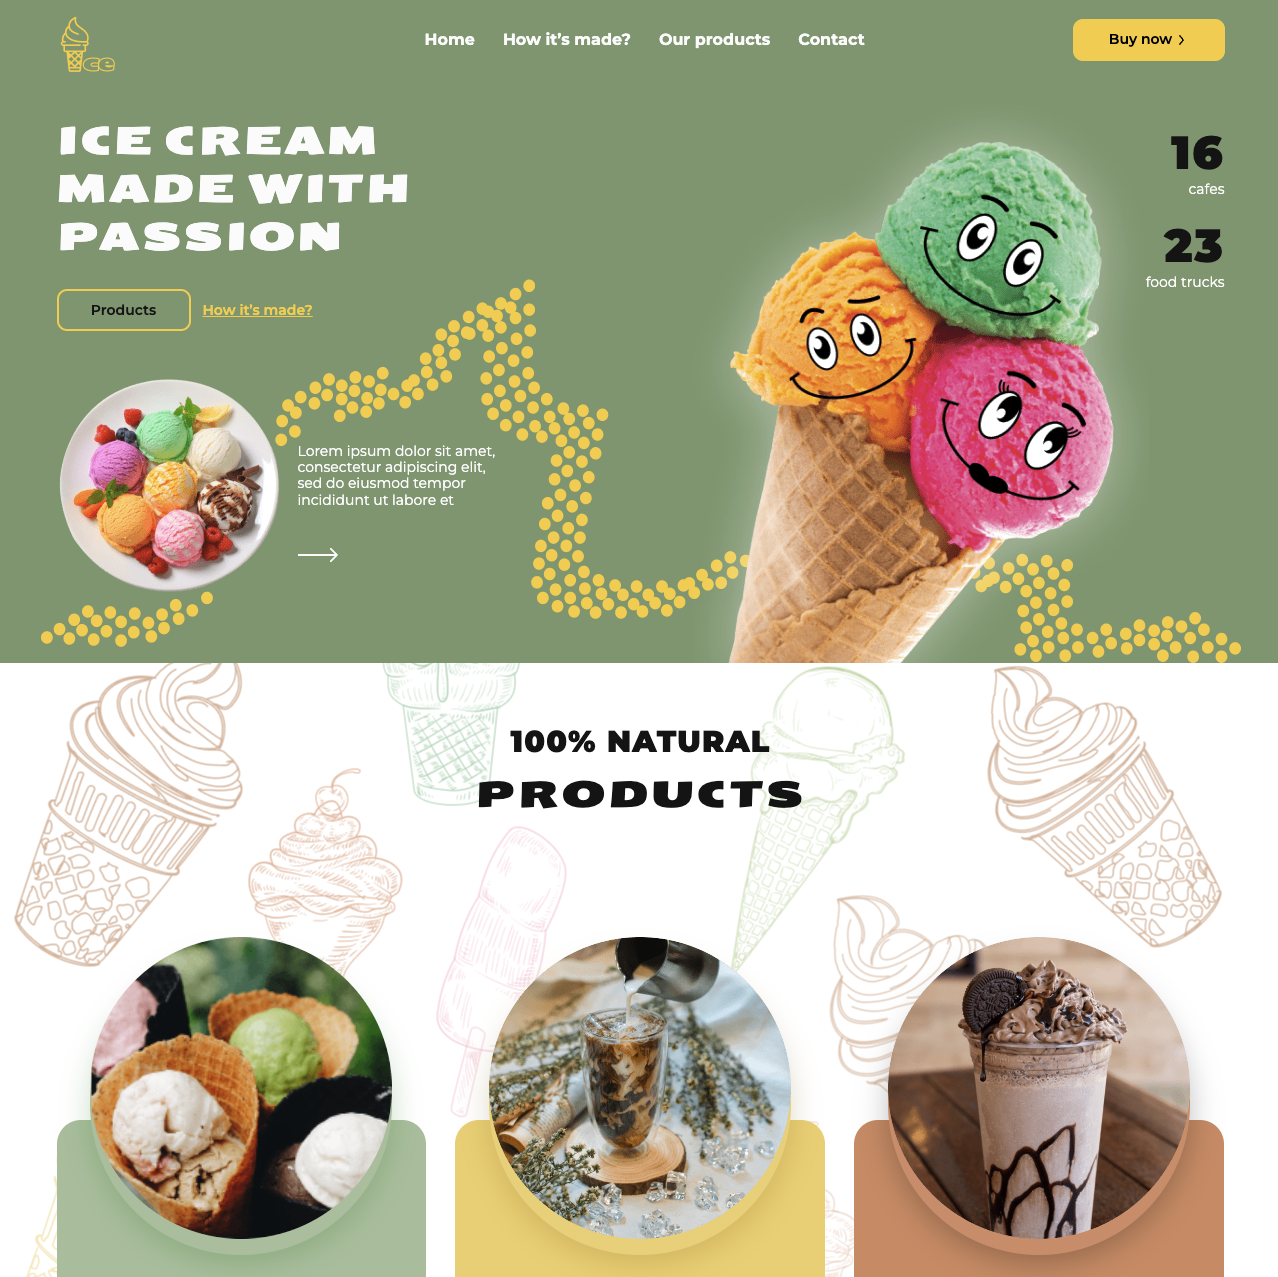 ce
Home
How it's made?
Our products
Contact
Buy now
ICE CREAM
MADE WITH
PASSION
16
cafes
23
food trucks
Products
How it's made?
Lorem ipsum dolor sit amet,
consectetur adipiscing elit,
sed do eiusmod tempor
incididunt ut labore et
100% NATURAL
PRODUCTS